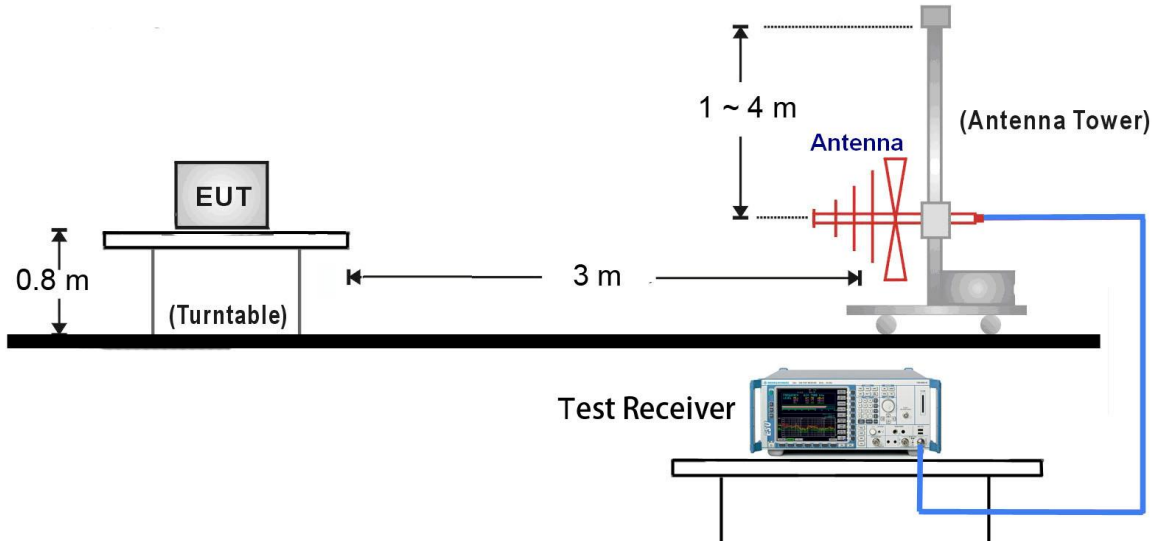 1 ~ 4 m
(Antenna Tower)
Antenna
EUT
0.8 m
3 m
(Turntable)
Test Receiver